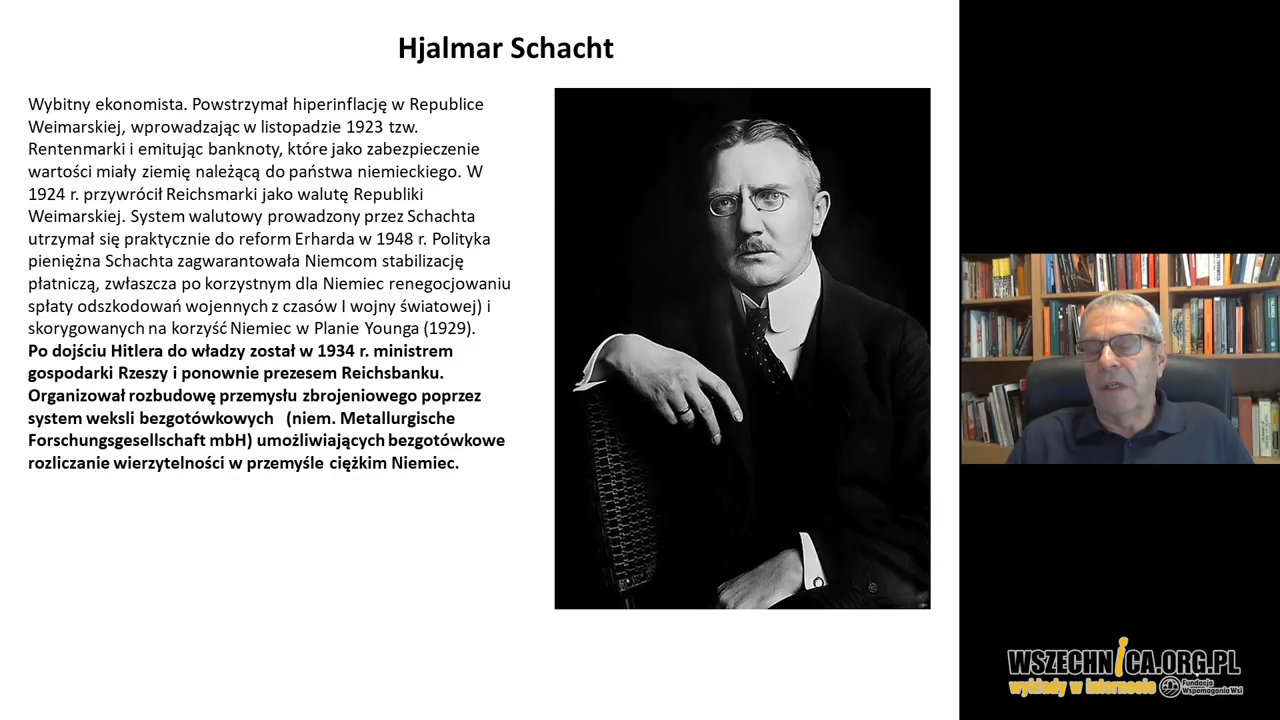 Hjalmar Schacht
Wybitny ekonomista. Powstrzymał hiperinflację w Republice
Weimarskiej, wprowadzając w listopadzie 1923 tzw.
Rentenmarki i emitując banknoty, które jako zabezpieczenie
wartości miały ziemię należącą do państwa niemieckiego. W
1924 r. przywrócił Reichsmarki jako walutę Republiki
Weimarskiej. System walutowy prowadzony przez Schachta
utrzymał się praktycznie do reform Erharda w 1948 r. Polityka
pieniężna Schachta zagwarantowała Niemcom stabilizację
płatniczą, zwłaszcza po korzystnym dla Niemiec renegocjowaniu
spłaty odszkodowań wojennych z czasów I wojny światowej) i
skorygowanych na korzyść Niemiec w Planie Younga (1929).
Po dojściu Hitlera do władzy został w 1934 r. ministrem
gospodarki Rzeszy i ponownie prezesem Reichsbanku.
Organizował rozbudowę przemysłu zbrojeniowego poprzez
system weksli bezgotówkowych (niem. Metallurgische
Forschungsgesellschaft mbH) umożliwiających bezgotówkowe
rozliczanie wierzytelności w przemyśle ciężkim Niemiec.
WSZECHNICA.ORG.PL
wykłady w internecie
Fundacja
Wspomagania Wsi